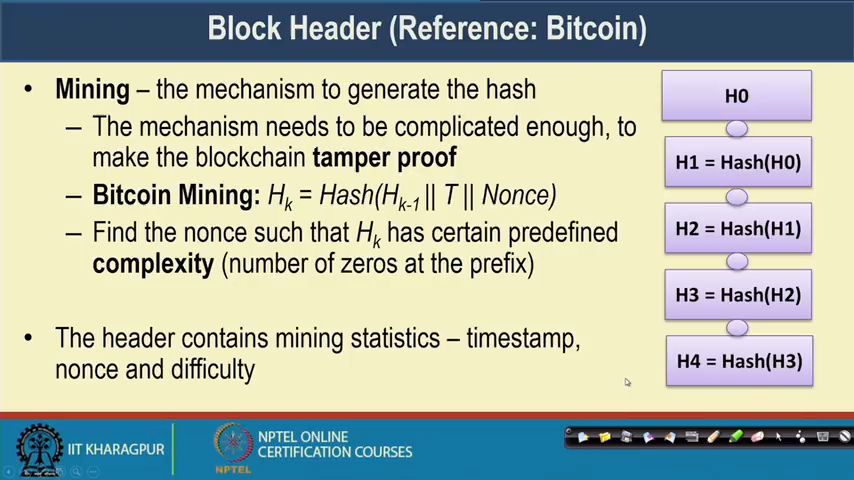 Block Header (Reference: Bitcoin)
• Mining – the mechanism to generate the hash
– The mechanism needs to be complicated enough, to
make the blockchain tamper proof
– Bitcoin Mining: Hk = Hash(Hk-1 || T || Nonce)
– Find the nonce such that Hk has certain predefined
complexity (number of zeros at the prefix)
• The header contains mining statistics – timestamp,
nonce and difficulty
H0
H1 = Hash(H0)
H2 = Hash(H1)
H3 = Hash(H2)
H4 = Hash(H3)
IIT KHARAGPUR
NPTEL
NPTEL ONLINE
CERTIFICATION COURSES